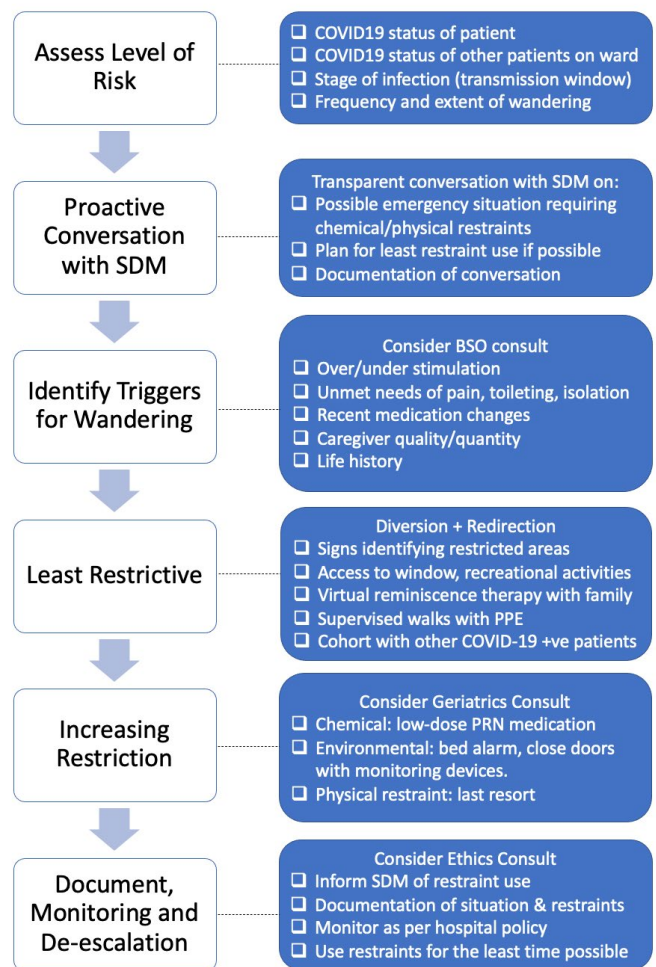 Assess Level of
Risk
❑ COVID19 status of patient
❑ COVID19 status of other patients on ward
❑ Stage of infection (transmission window)
❑ Frequency and extent of wandering
Proactive
Conversation
with SDM
Transparent conversation with SDM on:
❑ Possible emergency situation requiring
chemical/physical restraints
❑ Plan for least restraint use if possible
❑ Documentation of conversation
Identify Triggers
for Wandering
Consider BSO consult
❑ Over/under stimulation
❑ Unmet needs of pain, toileting, isolation
❑ Recent medication changes
❑ Caregiver quality/quantity
❑ Life history
Least Restrictive
Diversion + Redirection
❑ Signs identifying restricted areas
❑ Access to window, recreational activities
❑ Virtual reminiscence therapy with family
❑ Supervised walks with PPE
❑ Cohort with other COVID-19 +ve patients
Increasing
Restriction
Consider Geriatrics Consult
❑ Chemical: low-dose PRN medication
❑ Environmental: bed alarm, close doors
with monitoring devices.
❑ Physical restraint: last resort
Document,
Monitoring and
De-escalation
Consider Ethics Consult
❑ Inform SDM of restraint use
❑ Documentation of situation & restraints
❑ Monitor as per hospital policy
❑ Use restraints for the least time possible